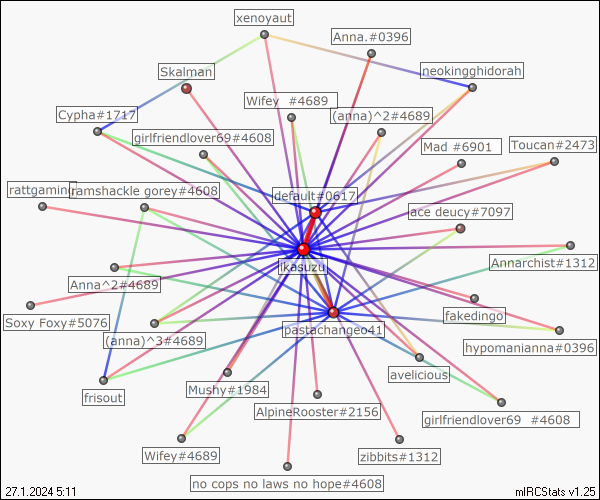 xenoyaut
Anna.#0396
Skalman
neokingghidorah
Wifey  #4689
Cypha#1717
(anna)^2#4689
girlfriendlover69#4608
Mad #6901
Toucan#2473
rattgaming
ramshackle gorey#4608
default#0617
ace deucy#7097
jkasuzu
Annarchist#1312
Anna^2#4689
fakedingo
Soxy Foxy#5076
pastachangeo41
(anna)^3#4689
hypomanianna#0396
avelicious
Mushy#1984
frisout
AlpineRooster#2156
girlfriendlover69  #4608
Wifey#4689
zibbits#1312
no cops no laws no hope#4608
27.1.2024 5:11
mIRCStats v1.25